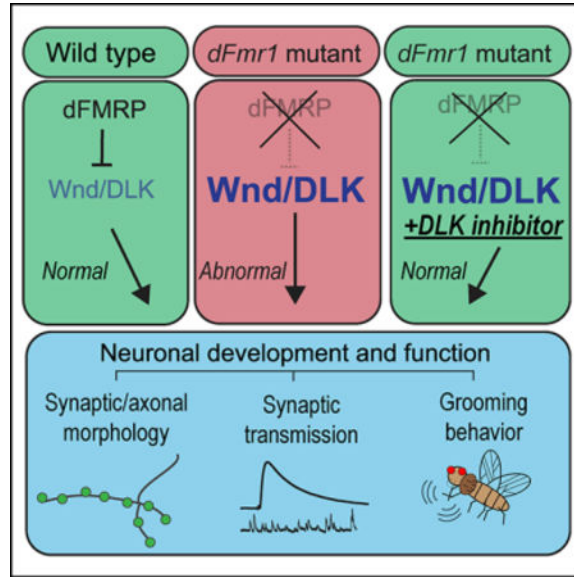 Wild type
dFmr1 mutant
dFmr1 mutant
dFMRP
Wnd/DLK
Normal
dFMRP
Wnd/DLK
Abnormal
dFMRP
Wnd/DLK
+DLK inhibitor
Normal
Neuronal development and function
Synaptic/axonal
morphology
Synaptic
transmission
Grooming
behavior